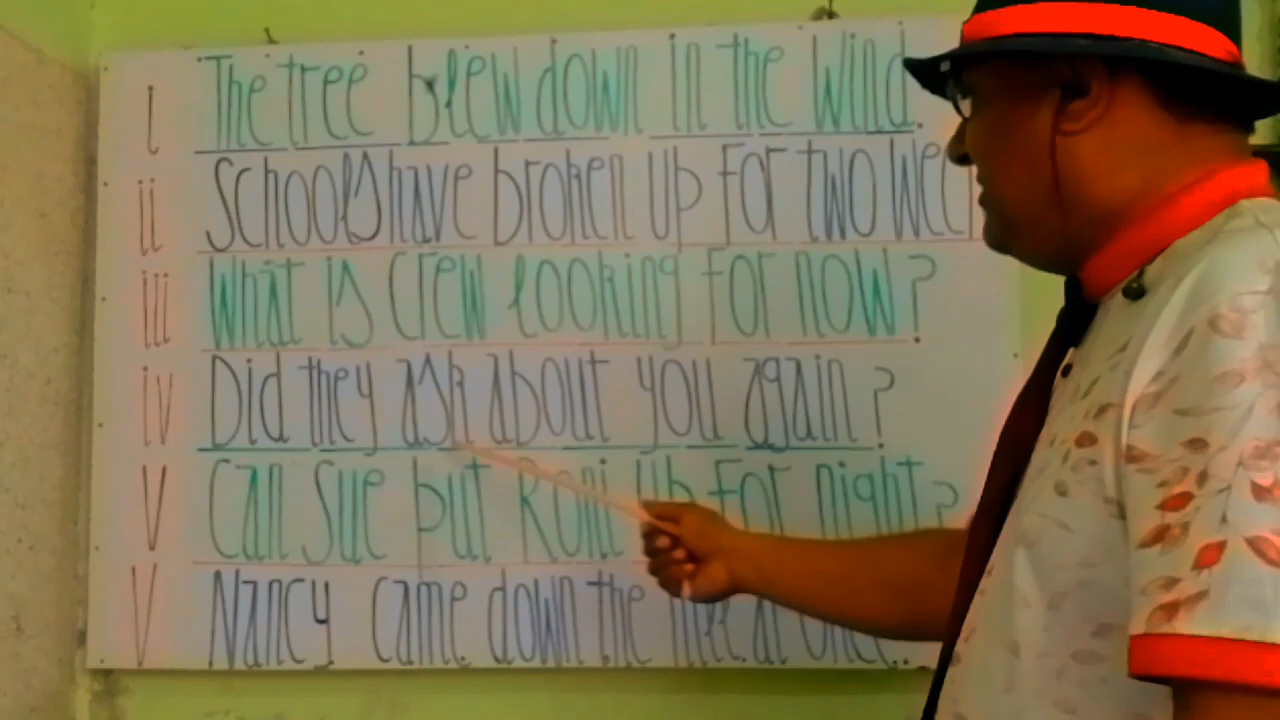 i The tree blew down in the wind.
ii Schools have broken up for two
iii What is crew looking for now?
iv Did they ask about you again?
V Can Sue put Roni up for night?
V Nancy came down the at once.